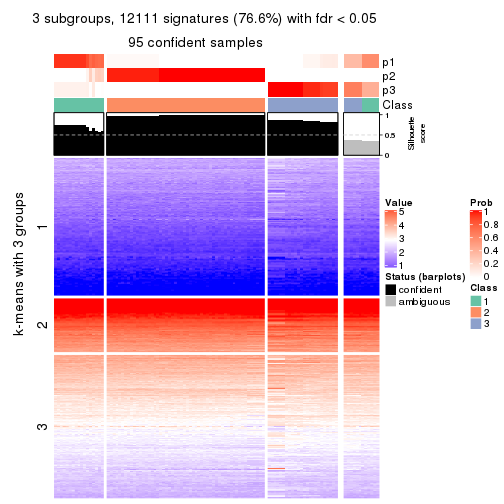 3 subgroups, 12111 signatures (76.6%) with fdr < 0.05
95 confident samples
p1
p2
p3
Class
1
0.5
0
Silhouette
score
k-means with 3 groups
1
2
3
Value
5
4
3
2
1
Status (barplots)
confident
ambiguous
Prob
1
0.8
0.6
0.4
0.2
0
Class
1
2
3